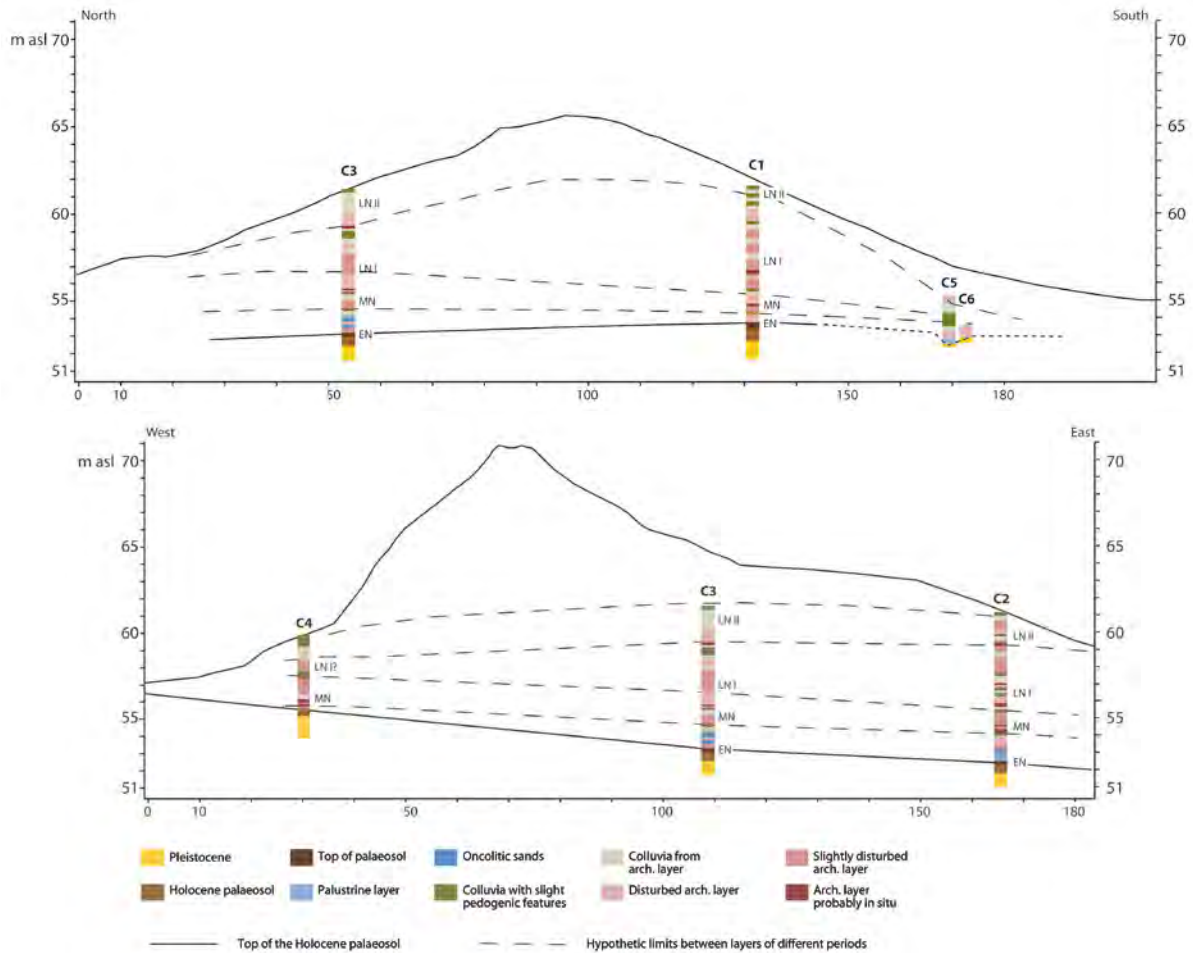 North
South
m asl
70
70
65
65
60
60
55
55
51
51
C3
C1
C5
C6
LN II
LN I
MN
EN
LN II
LN I
MN
EN
0
10
50
100
150
180
West
East
m asl
70
70
65
65
60
60
55
55
51
51
C4
C3
C2
LN I?
MN
LN II
LN I
MN
EN
LN II
LN I
MN
EN
0
10
50
100
150
180
Pleistocene
Top of palaeosol
Oncolitic sands
Colluvia from
arch. layer
Slightly disturbed
arch. layer
Holocene palaeosol
Palustrine layer
Colluvia with slight
pedogenic features
Disturbed arch. layer
Arch. layer
probably in situ
Top of the Holocene palaeosol
Hypothetic limits between layers of different periods